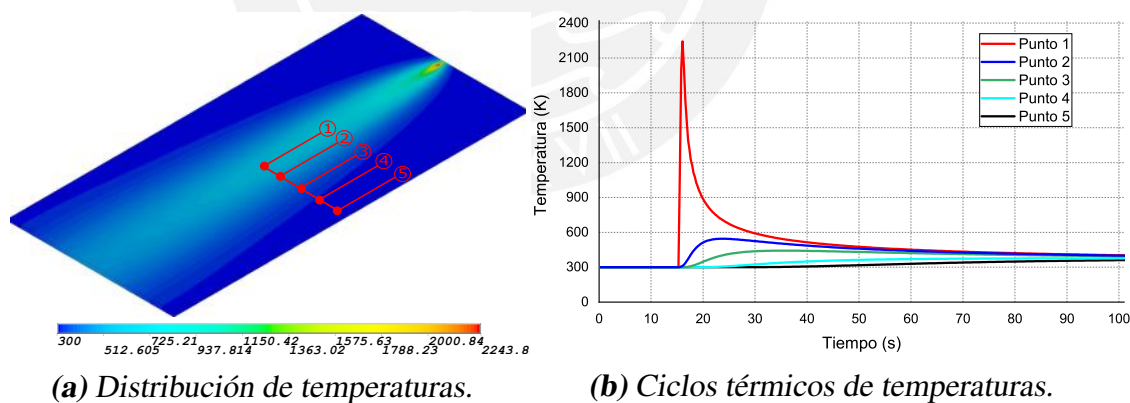 ①
②
③
④
⑤
300 725.21 1150.42 1575.63 2000.84
512.605 937.814 1363.02 1788.23 2243.8
(a) Distribución de temperaturas.
2400
2100
1800
1500
1200
900
600
300
0
Temperatura (K)
Punto 1
Punto 2
Punto 3
Punto 4
Punto 5
0 10 20 30 40 50 60 70 80 90 100
Tiempo (s)
(b) Ciclos térmicos de temperaturas.